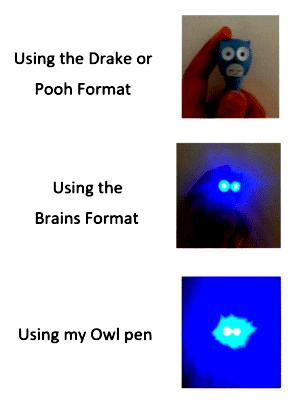 Using the Drake or
Pooh Format
Using the
Brains Format
Using my Owl pen